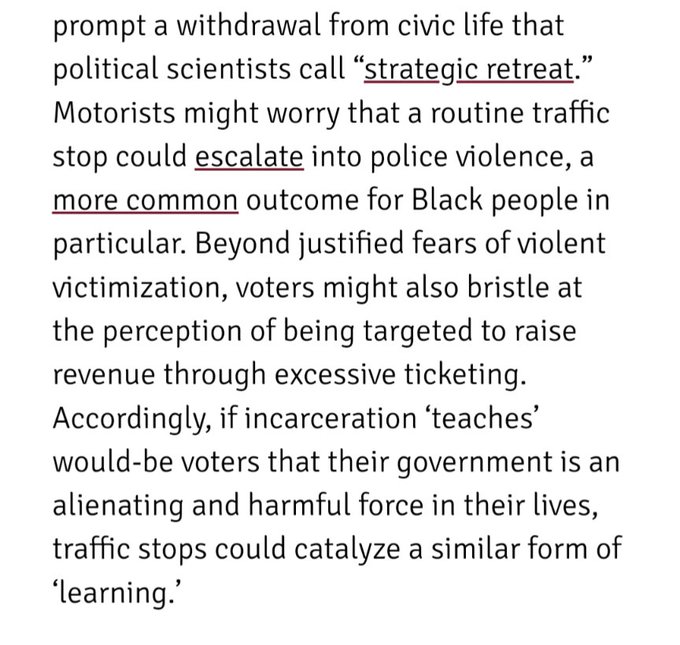 prompt a withdrawal from civic life that
political scientists call “strategic retreat.”
Motorists might worry that a routine traffic
stop could escalate into police violence, a
more common outcome for Black people in
particular. Beyond justified fears of violent
victimization, voters might also bristle at
the perception of being targeted to raise
revenue through excessive ticketing.
Accordingly, if incarceration ‘teaches’
would-be voters that their government is an
alienating and harmful force in their lives,
traffic stops could catalyze a similar form of
‘learning.’